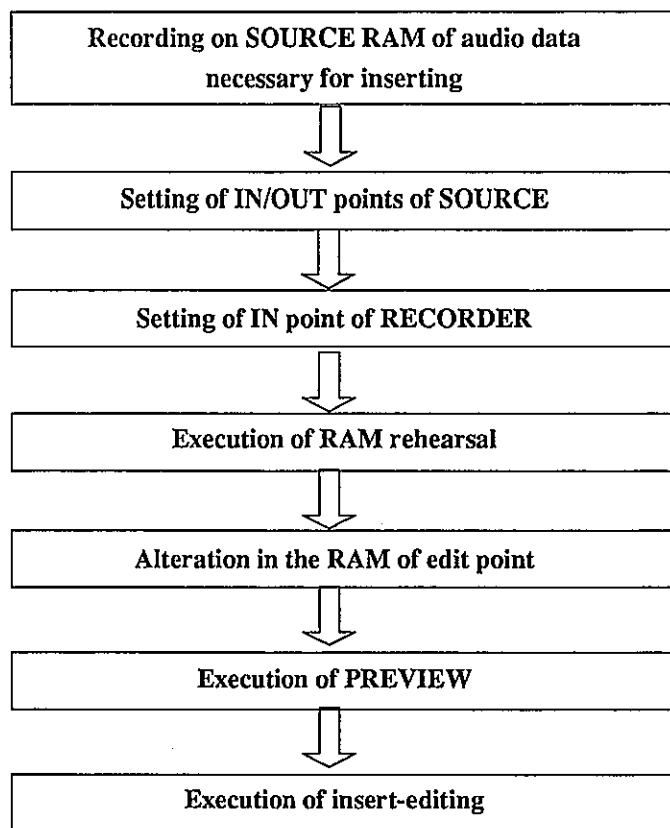 Recording on SOURCE RAM of audio data
necessary for inserting
Setting of IN/OUT points of SOURCE
Setting of IN point of RECORDER
Execution of RAM rehearsal
Alteration in the RAM of edit point
Execution of PREVIEW
Execution of insert-editing